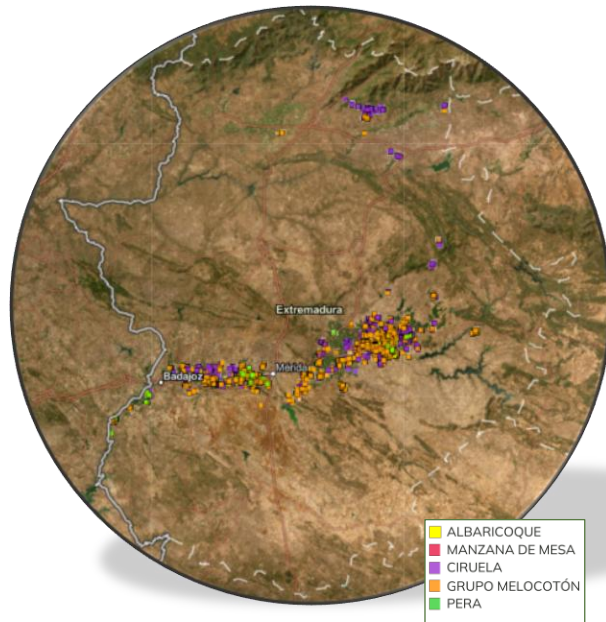 Extremadura
Mérida
Badajoz
ALBARICOQUE
MANZANA DE MESA
CIRUELA
GRUPO MELOCOTÓN
PERA